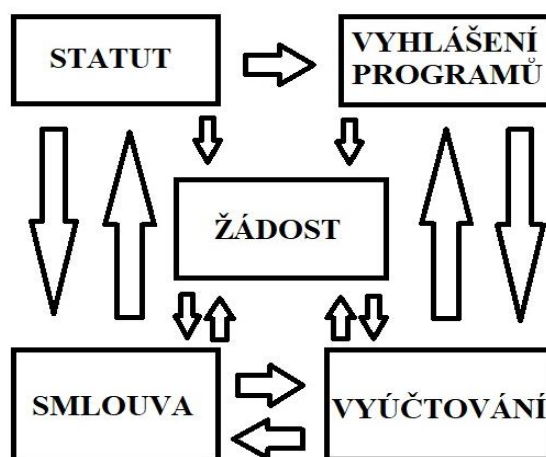 STATUT
VYHLÁŠENÍ
PROGRAMŮ
ŽÁDOST
SMLOUVA
VYÚČTOVÁNÍ